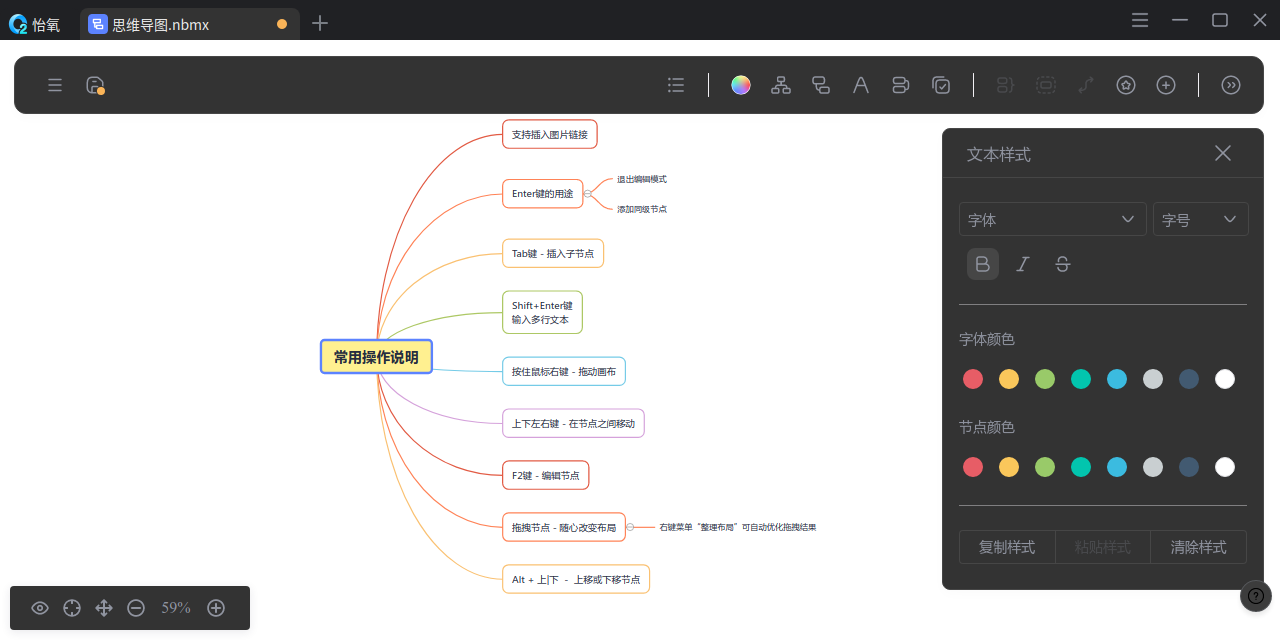 怡氧
思维导图.nbmx
支持插入图片链接
Enter键的用途
退出编辑模式
添加同级节点
Tab键 - 插入子节点
Shift+Enter键
输入多行文本
常用操作说明
按住鼠标右键 - 拖动画布
上下左右键 - 在节点之间移动
F2键 - 编辑节点
拖拽节点 - 随心改变布局
右键菜单“整理布局”可自动优化拖拽结果
Alt + 上|下 - 上移或下移节点
59%
文本样式
字体
字号
字体颜色
节点颜色
复制样式
粘贴样式
清除样式